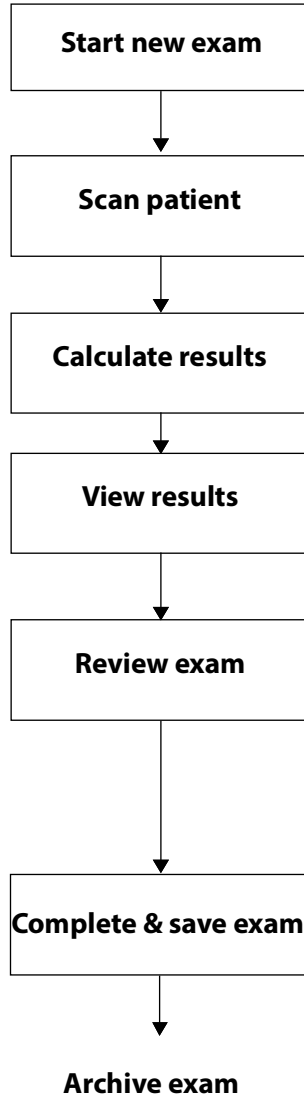 Start new exam
Scan patient
Calculate results
View results
Review exam
Complete & save exam
Archive exam